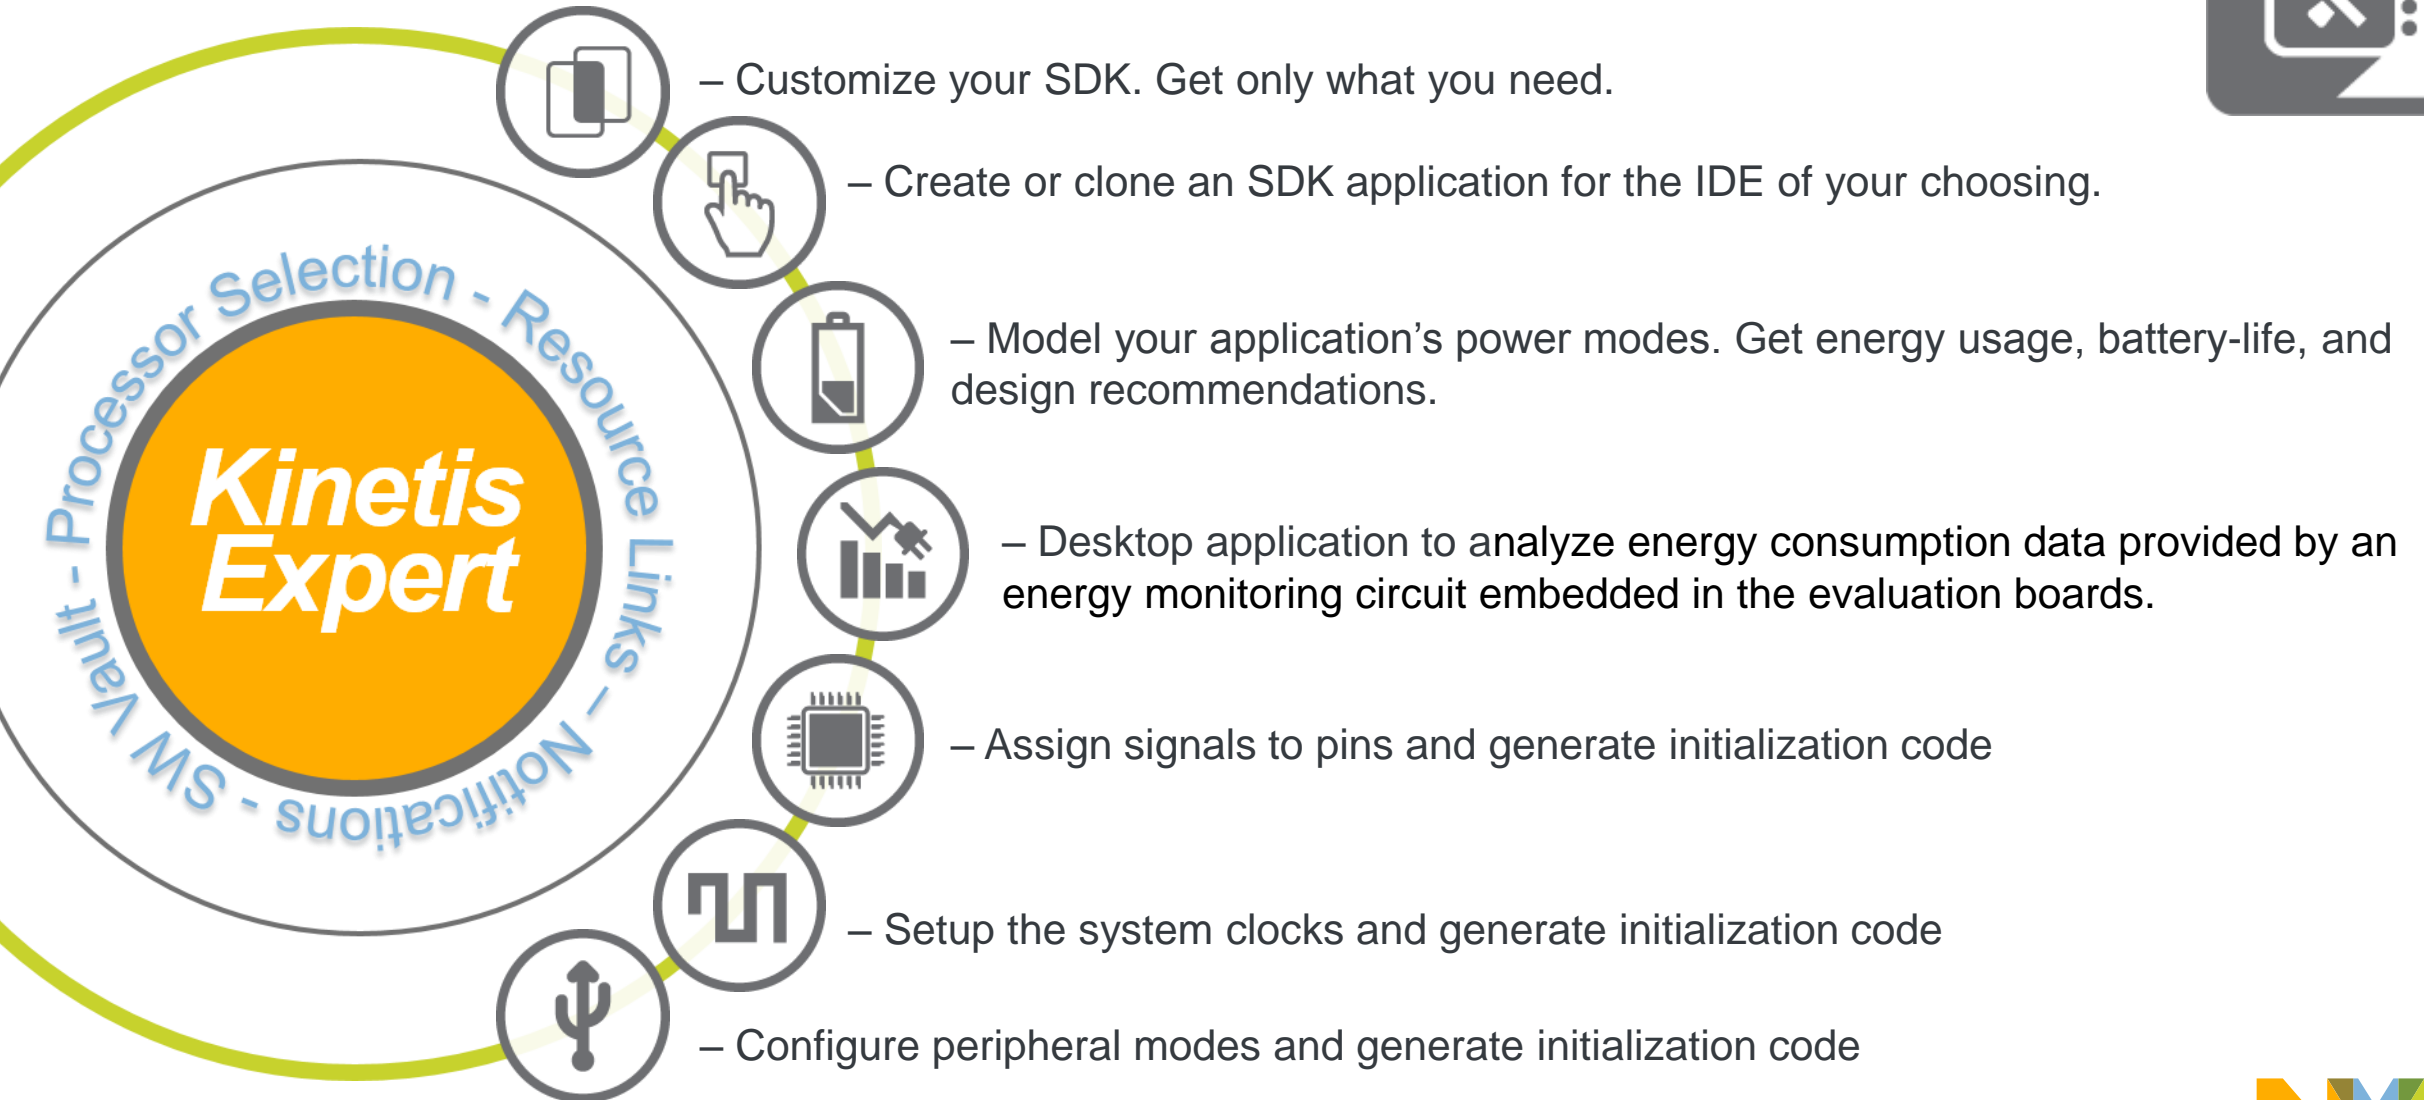 – Customize your SDK. Get only what you need.
– Create or clone an SDK application for the IDE of your choosing.
– Model your application’s power modes. Get energy usage, battery-life, and
design recommendations.
– Desktop application to analyze energy consumption data provided by an
energy monitoring circuit embedded in the evaluation boards.
– Assign signals to pins and generate initialization code
– Setup the system clocks and generate initialization code
– Configure peripheral modes and generate initialization code
Kinetis
Expert
Processor Selection - Resource Links – Notifications - SW Vault -